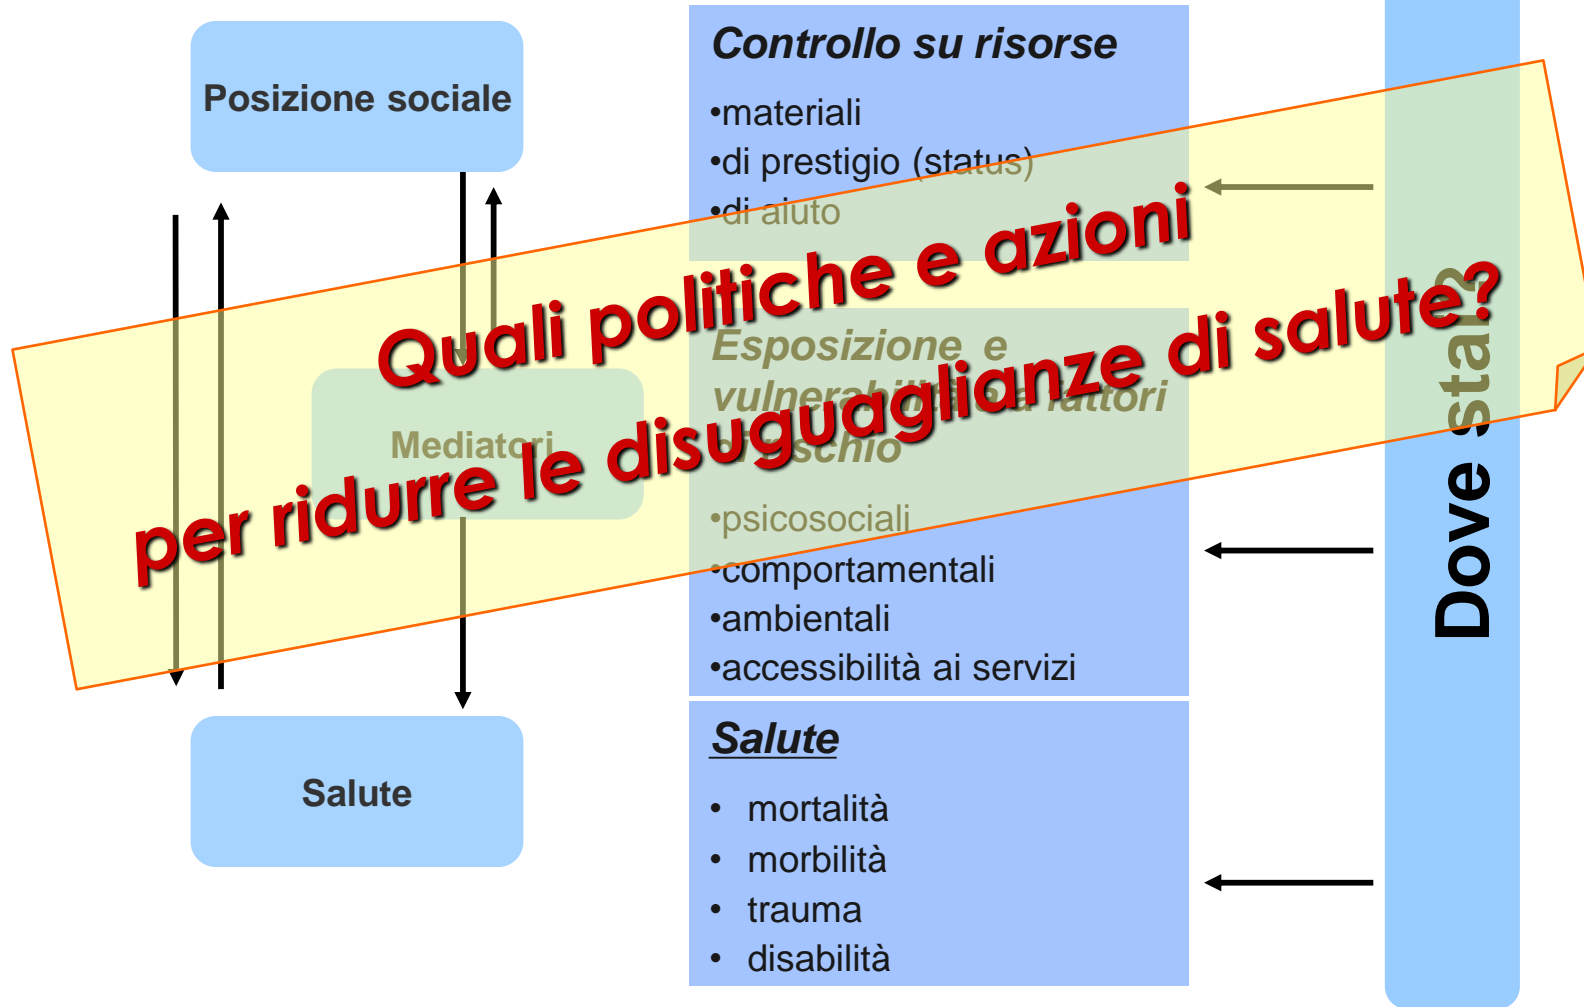 Posizione sociale
Mediatori
Salute
Controllo su risorse
•materiali
•di prestigio (status)
•di aiuto
Esposizione e
vulnerabilità a fattori
di rischio
•psicosociali
•comportamentali
•ambientali
•accessibilità ai servizi
Salute
• mortalità
• morbilità
• trauma
• disabilità
Dove stai?
Quali politiche e azioni
per ridurre le disuguaglianze di salute?